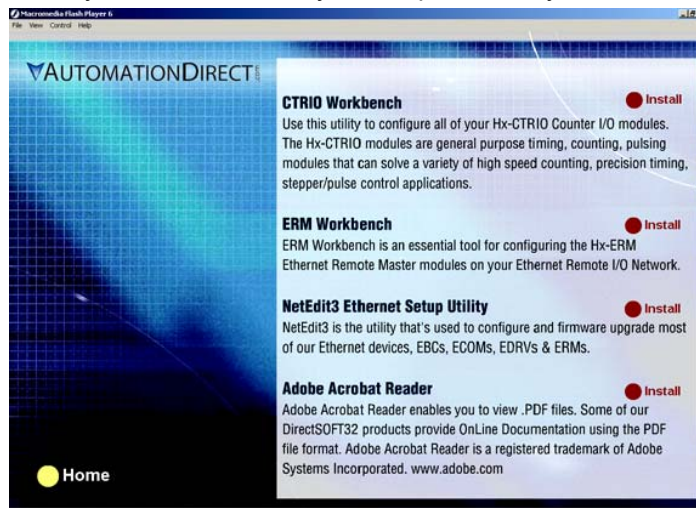 Macromedia Flash Player 6
File View Control Help
AUTOMATIONDIRECT.com
CTRIO Workbench
Install
Use this utility to configure all of your Hx-CTRIO Counter I/O modules.
The Hx-CTRIO modules are general purpose timing, counting, pulsing
modules that can solve a variety of high speed counting, precision timing,
stepper/pulse control applications.
ERM Workbench
Install
ERM Workbench is an essential tool for configuring the Hx-ERM
Ethernet Remote Master modules on your Ethernet Remote I/O Network.
NetEdit3 Ethernet Setup Utility
Install
NetEdit3 is the utility that's used to configure and firmware upgrade most
of our Ethernet devices, EBCs, ECOMs, EDRVs & ERMs.
Adobe Acrobat Reader
Install
Adobe Acrobat Reader enables you to view .PDF files. Some of our
DirectSOFT32 products provide OnLine Documentation using the PDF
file format. Adobe Acrobat Reader is a registered trademark of Adobe
Systems Incorporated. www.adobe.com
Home